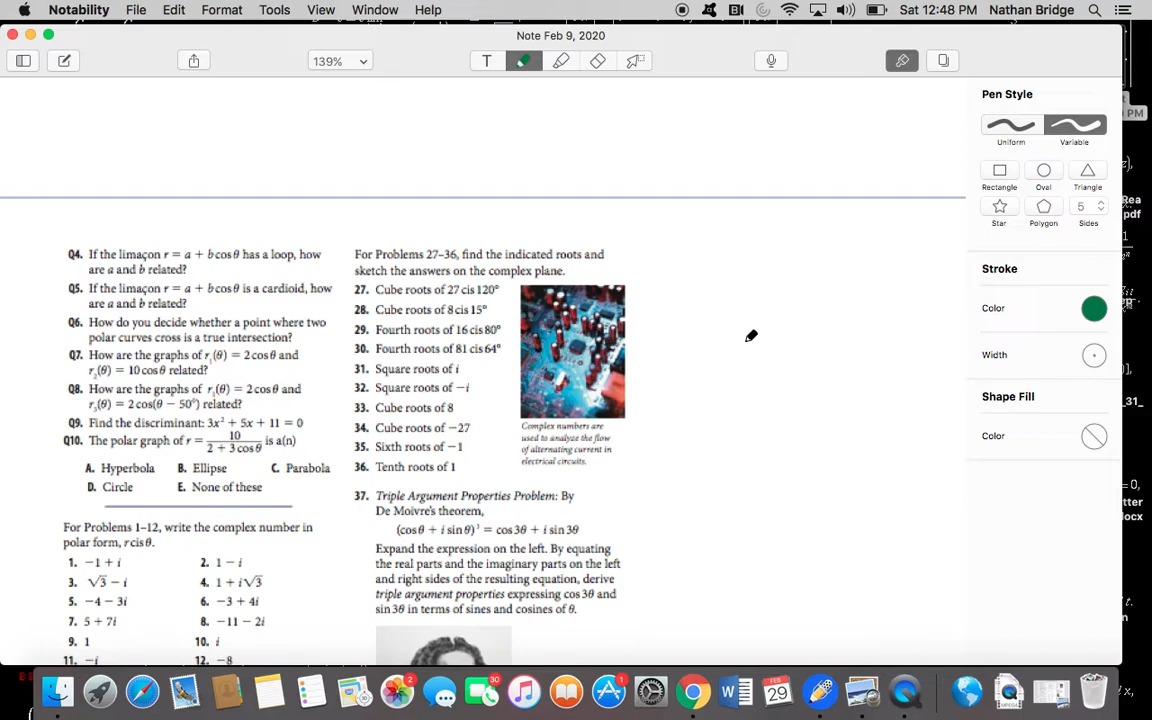 Notability File Edit Format Tools View Window Help Sat 12:48 PM Nathan Bridge
Note Feb 9, 2020
139% T
Q4. If the limaçon r = a + b cos θ has a loop, how
are a and b related?
Q5. If the limaçon r = a + b cos θ is a cardioid, how
are a and b related?
Q6. How do you decide whether a point where two
polar curves cross is a true intersection?
Q7. How are the graphs of r₁(θ) = 2 cos θ and
r₂(θ) = 10 cos θ related?
Q8. How are the graphs of r₁(θ) = 2 cos θ and
r₃(θ) = 2 cos(θ − 50°) related?
Q9. Find the discriminant: 3x² + 5x + 11 = 0
Q10. The polar graph of r = 10 / (2 + 3 cos θ) is a(n)
A. Hyperbola B. Ellipse C. Parabola
D. Circle E. None of these
For Problems 1–12, write the complex number in
polar form, r cis θ.
1. −1 + i 2. 1 − i
3. √3 − i 4. 1 + i√3
5. −4 − 3i 6. −3 + 4i
7. 5 + 7i 8. −11 − 2i
9. 1 10. i
11. −i 12. −8
For Problems 27–36, find the indicated roots and
sketch the answers on the complex plane.
27. Cube roots of 27 cis 120°
28. Cube roots of 8 cis 15°
29. Fourth roots of 16 cis 80°
30. Fourth roots of 81 cis 64°
31. Square roots of i
32. Square roots of −i
33. Cube roots of 8
34. Cube roots of −27
35. Sixth roots of −1
36. Tenth roots of 1
Complex numbers are
used to analyze the flow
of alternating current in
electrical circuits.
37. Triple Argument Properties Problem: By
De Moivre's theorem,
(cos θ + i sin θ)³ = cos 3θ + i sin 3θ
Expand the expression on the left. By equating
the real parts and the imaginary parts on the left
and right sides of the resulting equation, derive
triple argument properties expressing cos 3θ and
sin 3θ in terms of sines and cosines of θ.
Pen Style
Uniform Variable
Rectangle Oval Triangle
5
Star Polygon Sides
Stroke
Color
Width
Shape Fill
Color
PM
Rea
pdf
_31_
= 0,
tter
docx
2 30 1 FEB 29